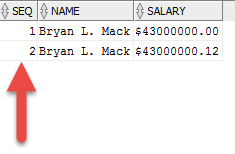 SEQ NAME SALARY
1 Bryan L. Mack $43000000.00
2 Bryan L. Mack $43000000.12